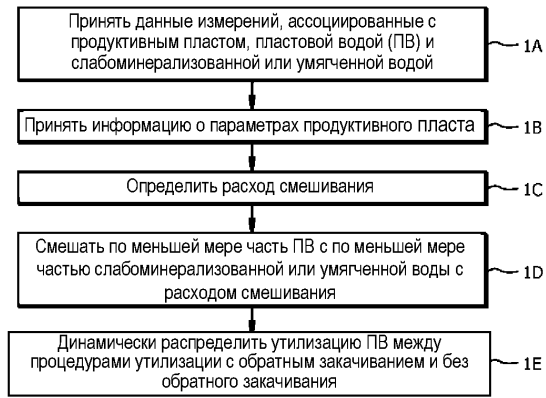 Принять данные измерений, ассоциированные с
продуктивным пластом, пластовой водой (ПВ) и
слабоминерализованной или умягченной водой
1A
Принять информацию о параметрах продуктивного пласта
1B
Определить расход смешивания
1C
Смешать по меньшей мере часть ПВ с по меньшей мере
частью слабоминерализованной или умягченной воды с
расходом смешивания
1D
Динамически распределить утилизацию ПВ между
процедурами утилизации с обратным закачиванием и без
обратного закачивания
1E